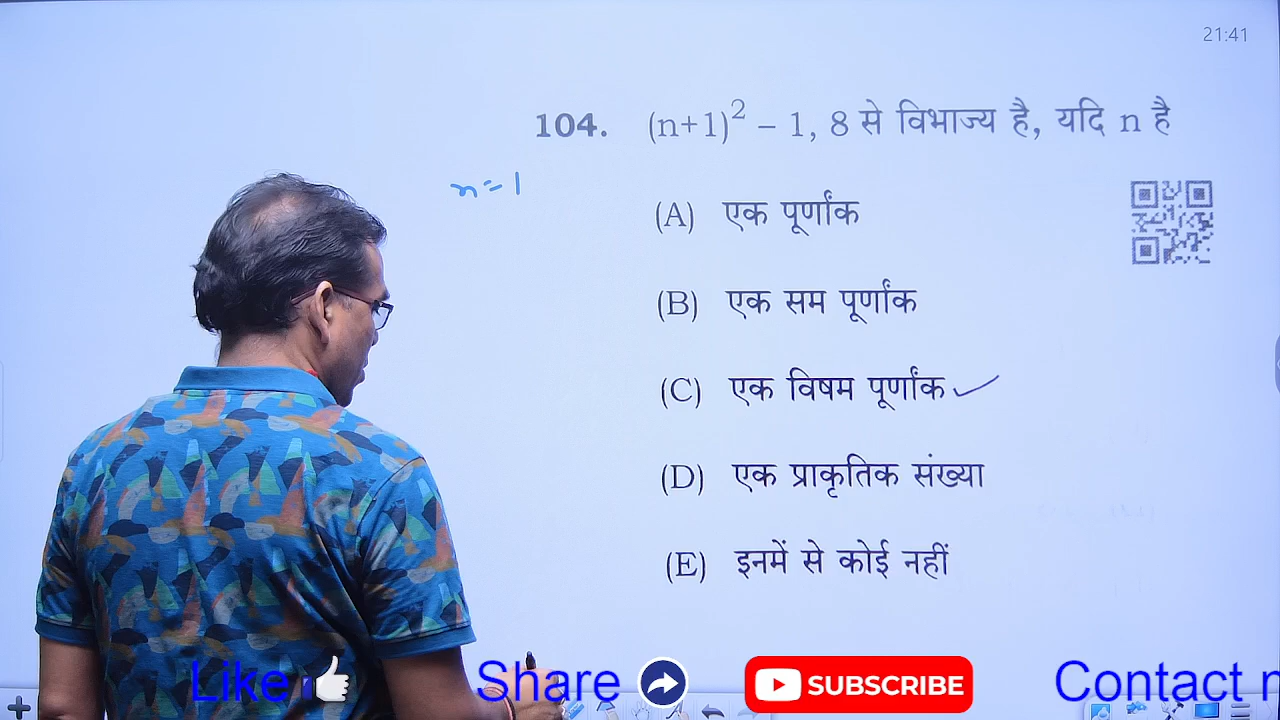 21:41
104. (n+1)² – 1, 8 से विभाज्य है, यदि n है
n = 1
(A) एक पूर्णांक
(B) एक सम पूर्णांक
(C) एक विषम पूर्णांक
(D) एक प्राकृतिक संख्या
(E) इनमें से कोई नहीं
Like Share SUBSCRIBE Contact